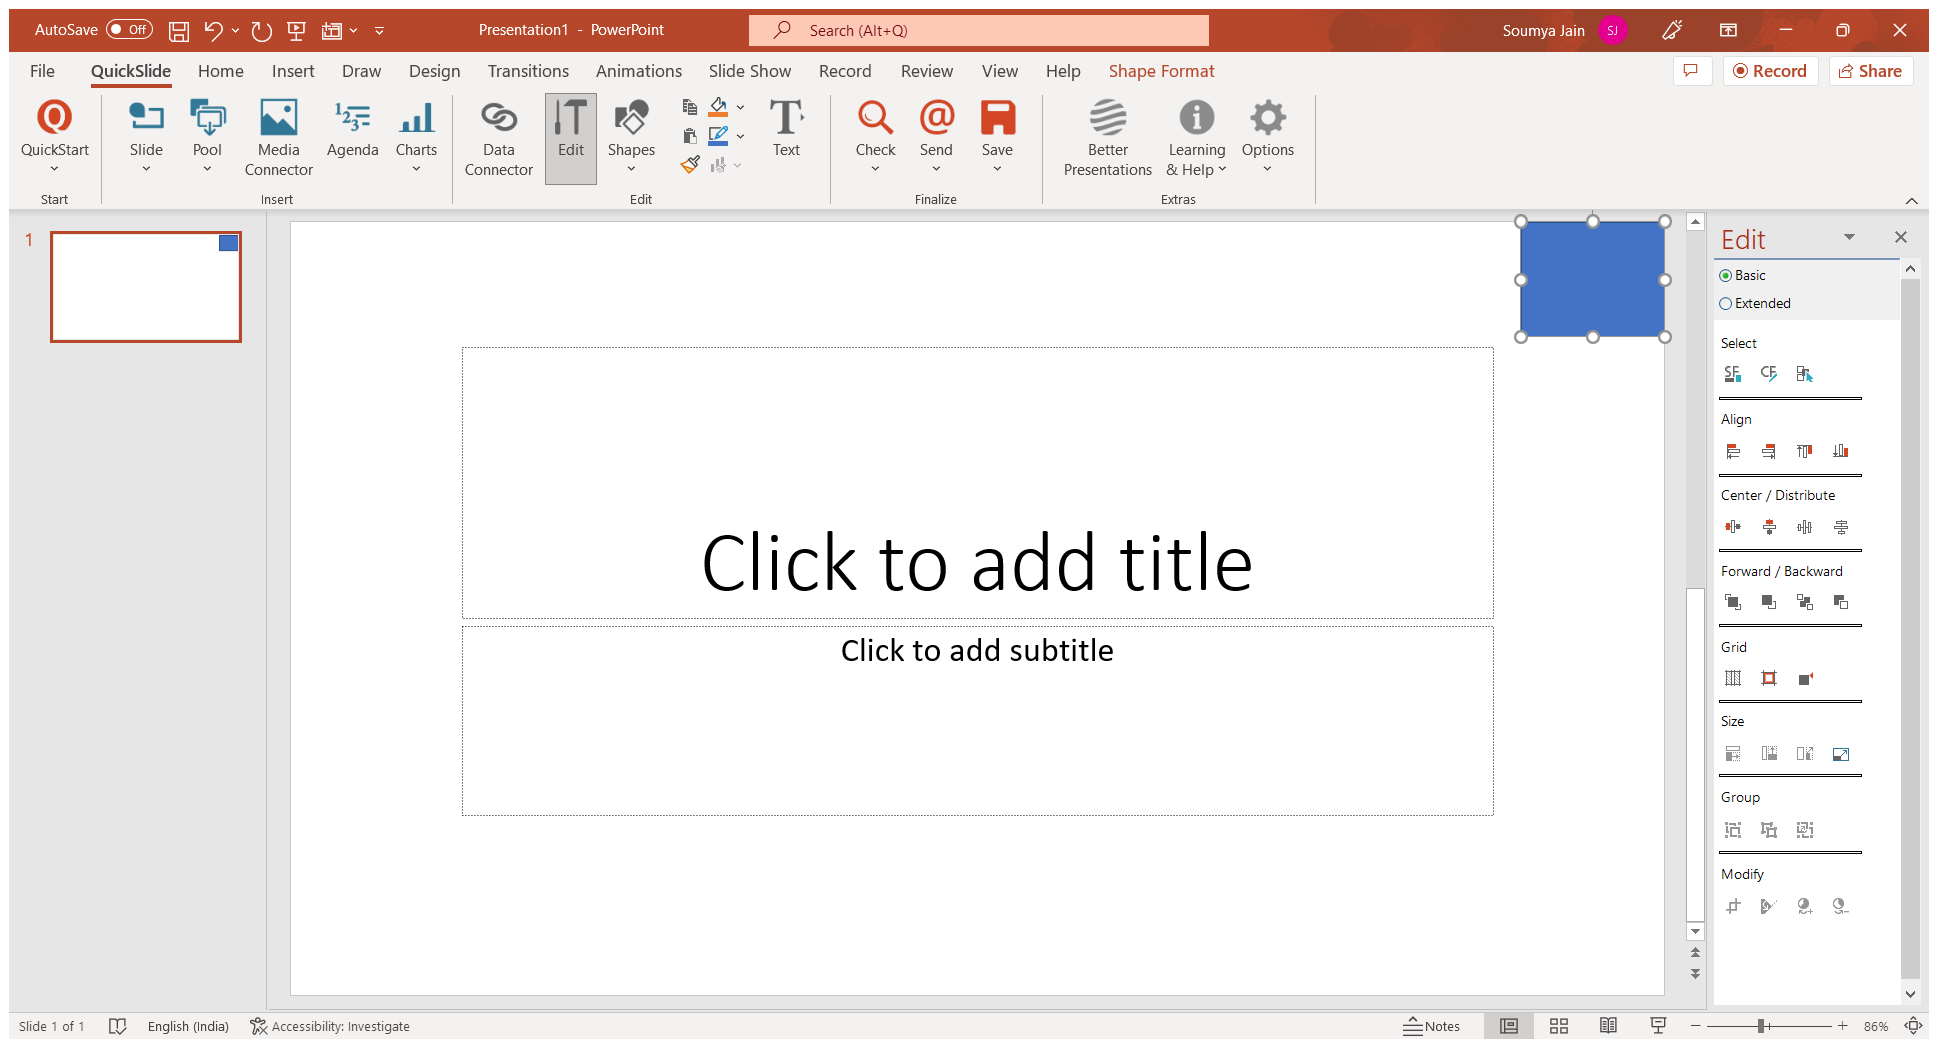 AutoSave Off Presentation1 - PowerPoint Search (Alt+Q) Soumya Jain SJ
File QuickSlide Home Insert Draw Design Transitions Animations Slide Show Record Review View Help Shape Format Record Share
QuickStart Slide Pool Media Connector Agenda Charts Data Connector Edit Shapes Text Check Send Save Better Presentations Learning & Help Options
Start Insert Edit Finalize Extras
1
Click to add title
Click to add subtitle
Edit
Basic
Extended
Select
SF CF
Align
Center / Distribute
Forward / Backward
Grid
Size
Group
Modify
Slide 1 of 1 English (India) Accessibility: Investigate Notes 86%